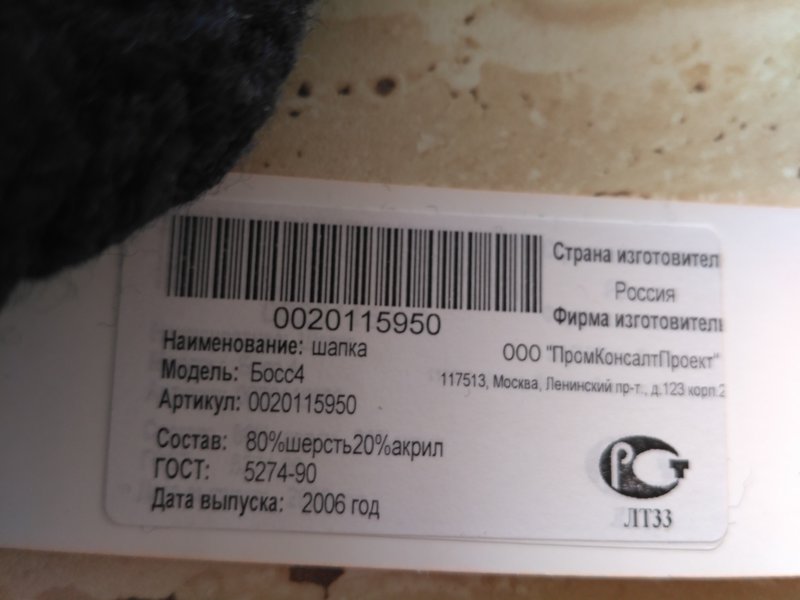 0020115950
Наименование: шапка
Модель: Босс4
Артикул: 0020115950
Состав: 80%шерсть20%акрил
ГОСТ: 5274-90
Дата выпуска: 2006 год
Страна изготовител
Россия
Фирма изготовител
ООО "ПромКонсалтПроект"
117513, Москва, Ленинский пр-т., д.123 корп.2
РСТ
ЛТ33